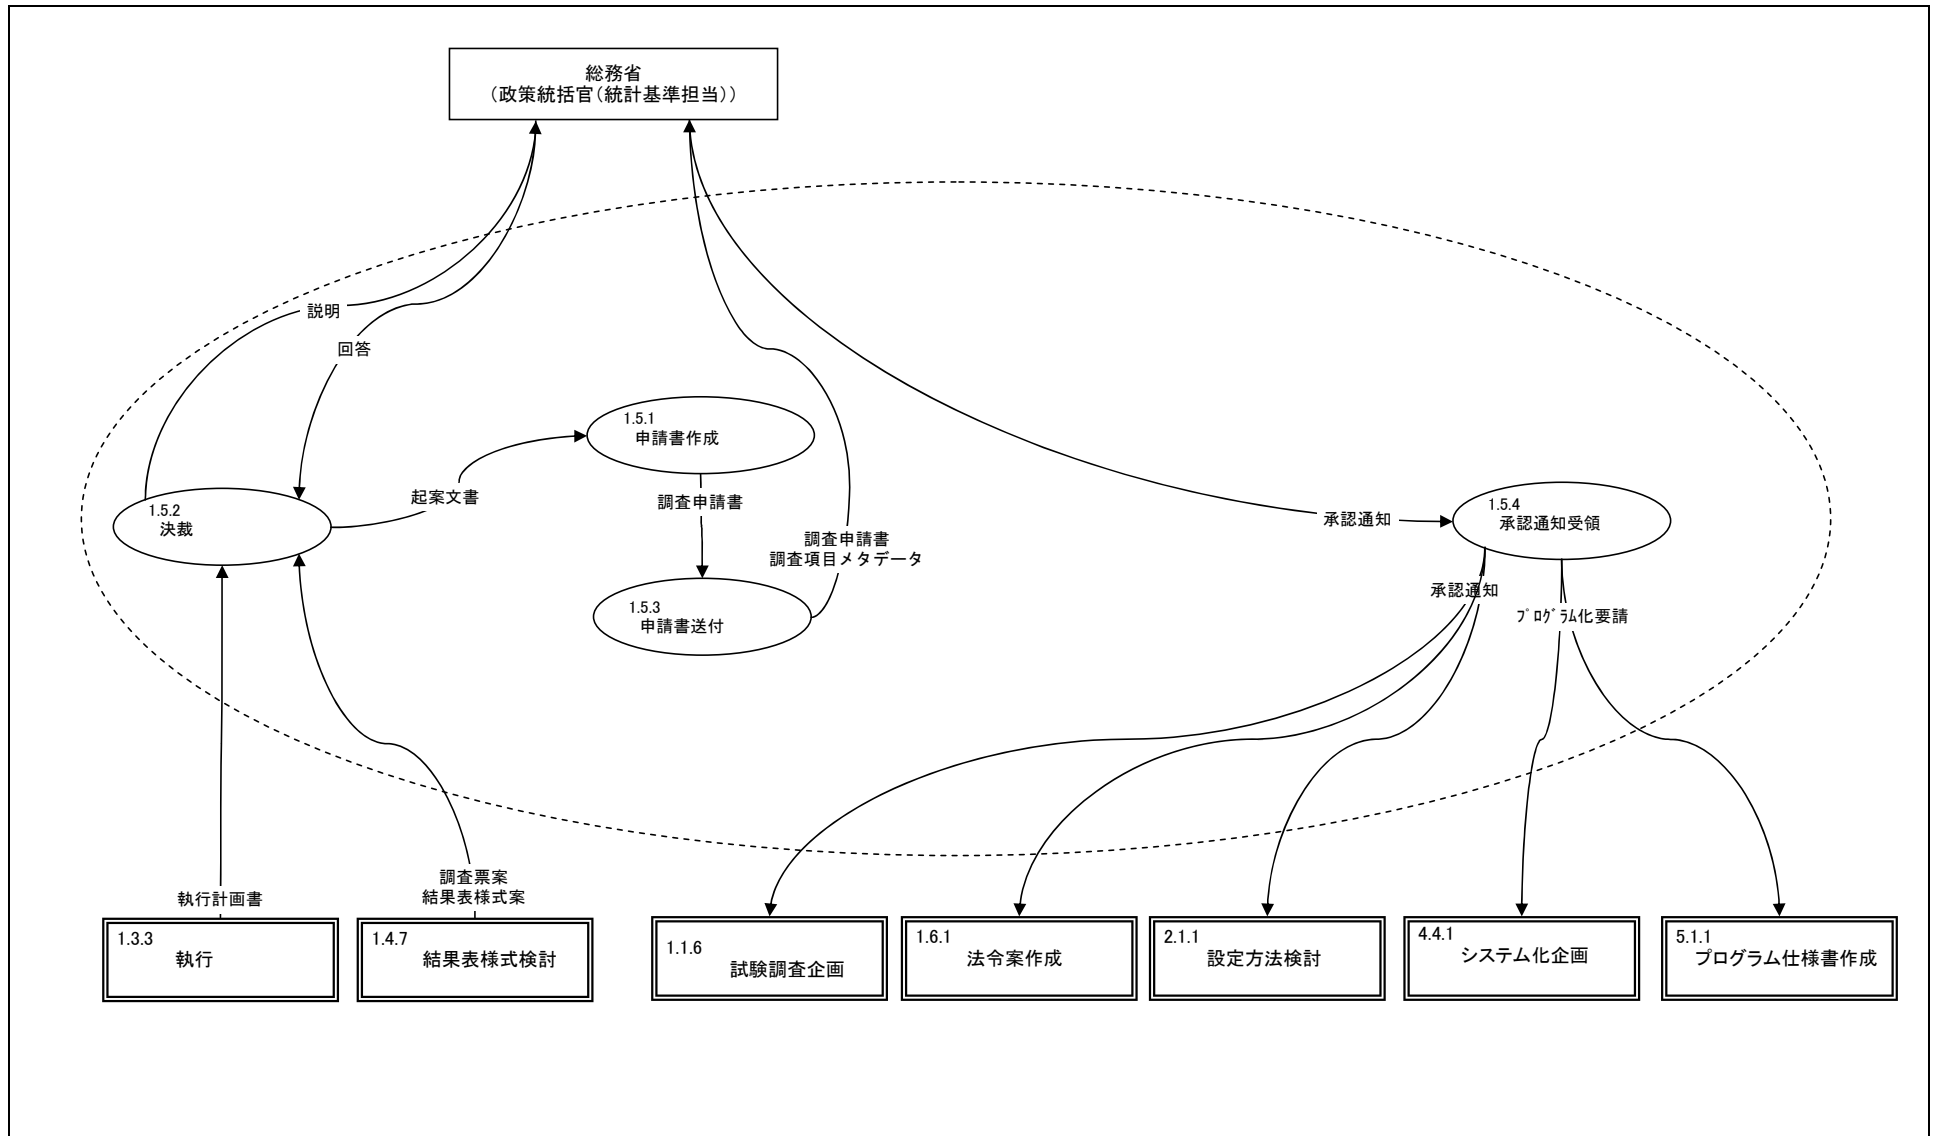 総務省
（政策統括官（統計基準担当））
説明
回答
1.5.1
申請書作成
起案文書
調査申請書
1.5.2
決裁
調査申請書
調査項目メタデータ
1.5.3
申請書送付
承認通知
1.5.4
承認通知受領
承認通知
ﾌﾟﾛｸﾞﾗﾑ化要請
執行計画書
調査票案
結果表様式案
1.3.3
執行
1.4.7
結果表様式検討
1.1.6
試験調査企画
1.6.1
法令案作成
2.1.1
設定方法検討
4.4.1
システム化企画
5.1.1
プログラム仕様書作成